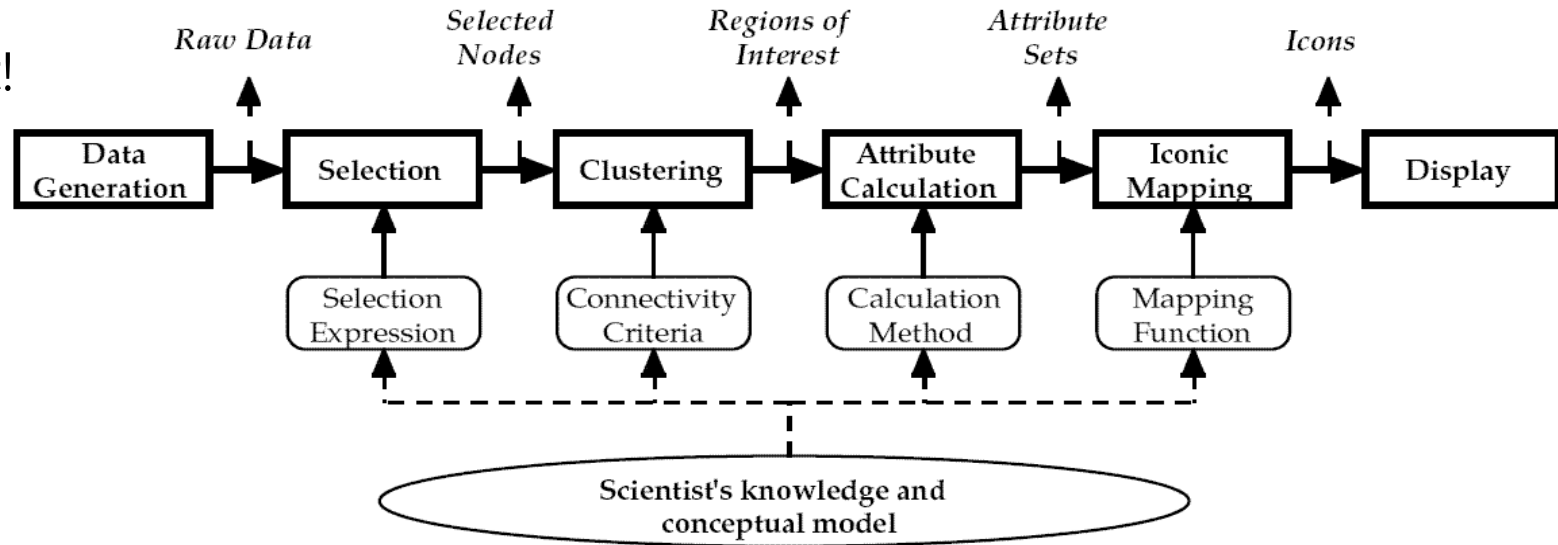 Raw Data
Selected
Nodes
Regions of
Interest
Attribute
Sets
Icons
!
Data
Generation
Selection
Clustering
Attribute
Calculation
Iconic
Mapping
Display
Selection
Expression
Connectivity
Criteria
Calculation
Method
Mapping
Function
Scientist's knowledge and
conceptual model